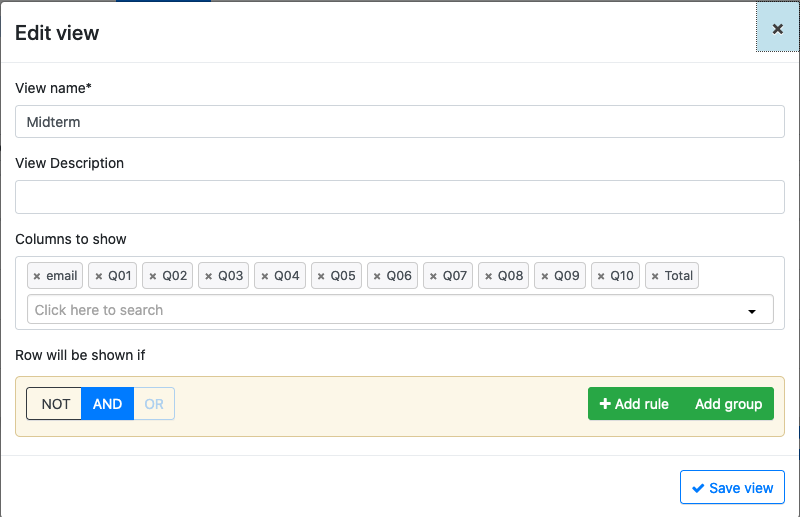 Edit view
×
View name*
Midterm
View Description
Columns to show
× email × Q01 × Q02 × Q03 × Q04 × Q05 × Q06 × Q07 × Q08 × Q09 × Q10 × Total
Click here to search
Row will be shown if
NOT AND OR + Add rule Add group
Save view